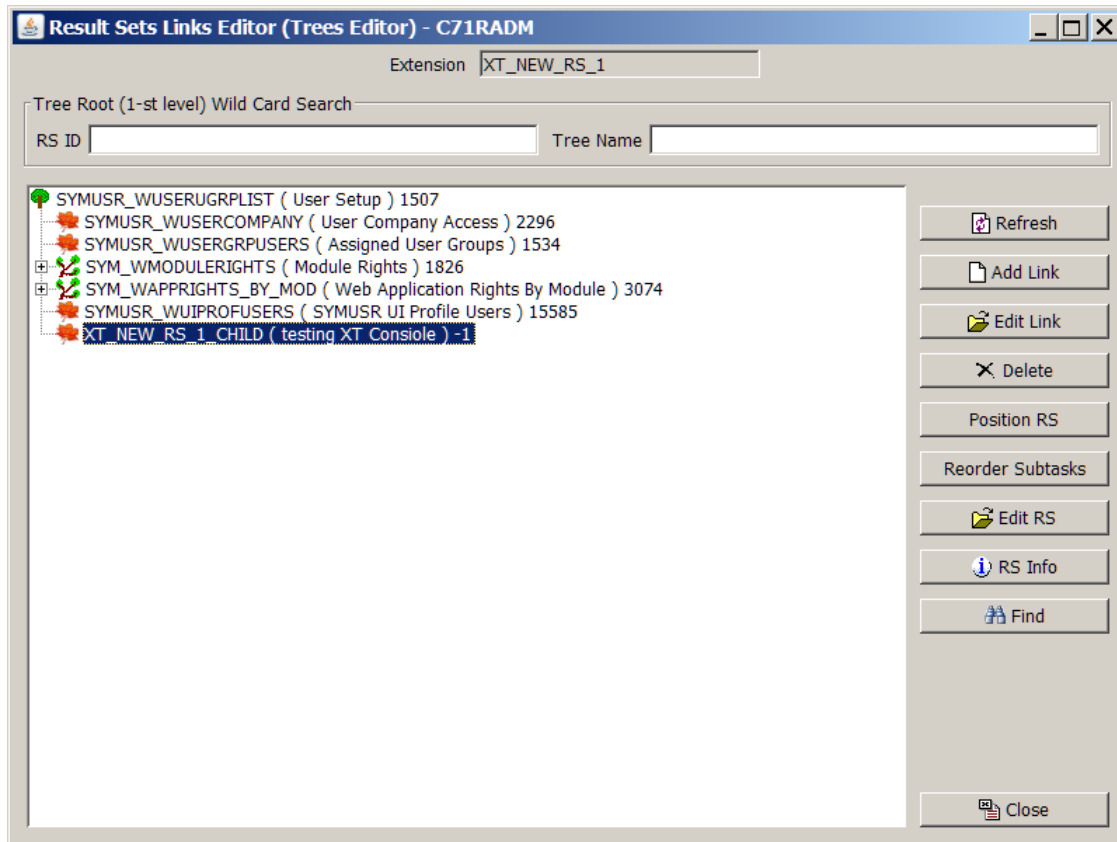 Result Sets Links Editor (Trees Editor) - C71RADM
Extension XT_NEW_RS_1
Tree Root (1-st level) Wild Card Search
RS ID Tree Name
SYMUSR_WUSERUGRPLIST ( User Setup ) 1507
SYMUSR_WUSERCOMPANY ( User Company Access ) 2296
SYMUSR_WUSERGRPUSERS ( Assigned User Groups ) 1534
SYM_WMODULERIGHTS ( Module Rights ) 1826
SYM_WAPPRIGHTS_BY_MOD ( Web Application Rights By Module ) 3074
SYMUSR_WUIPROFUSERS ( SYMUSR UI Profile Users ) 15585
XT_NEW_RS_1_CHILD ( testing XT Consiole ) -1
Refresh
Add Link
Edit Link
Delete
Position RS
Reorder Subtasks
Edit RS
RS Info
Find
Close